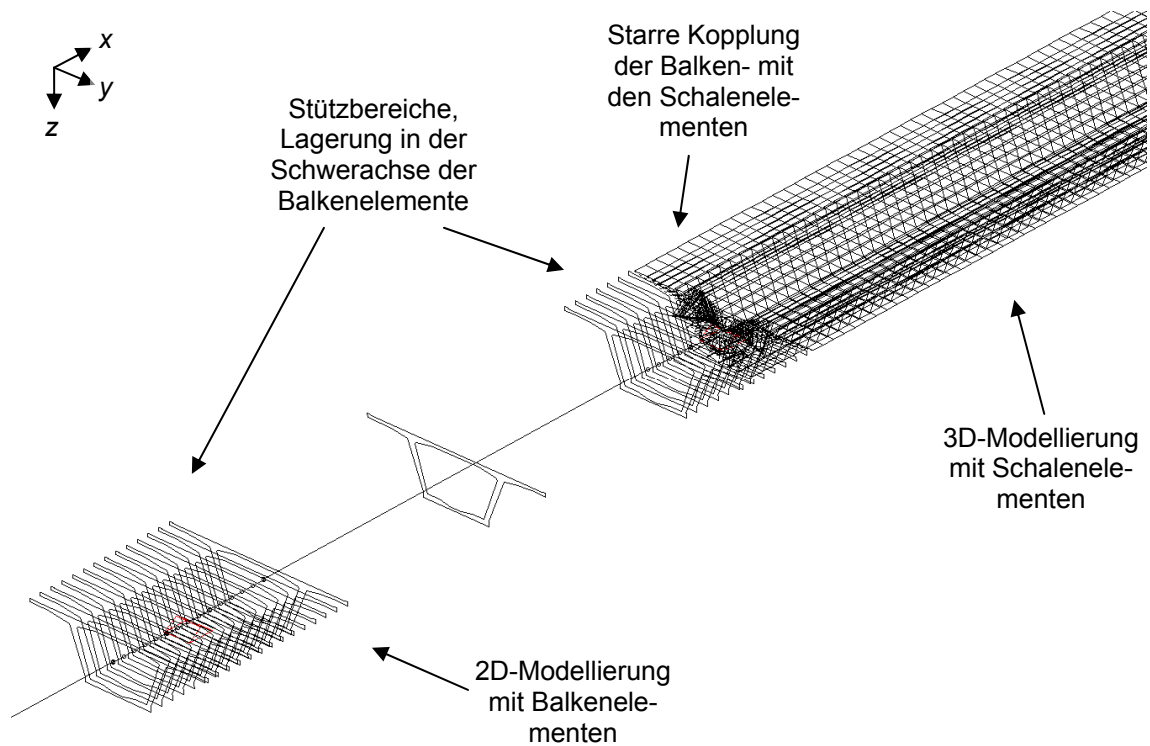 x
y
z
Starre Kopplung
der Balken- mit
den Schalenele-
menten
Stützbereiche,
Lagerung in der
Schwerachse der
Balkenelemente
3D-Modellierung
mit Schalenele-
menten
2D-Modellierung
mit Balkenele-
menten